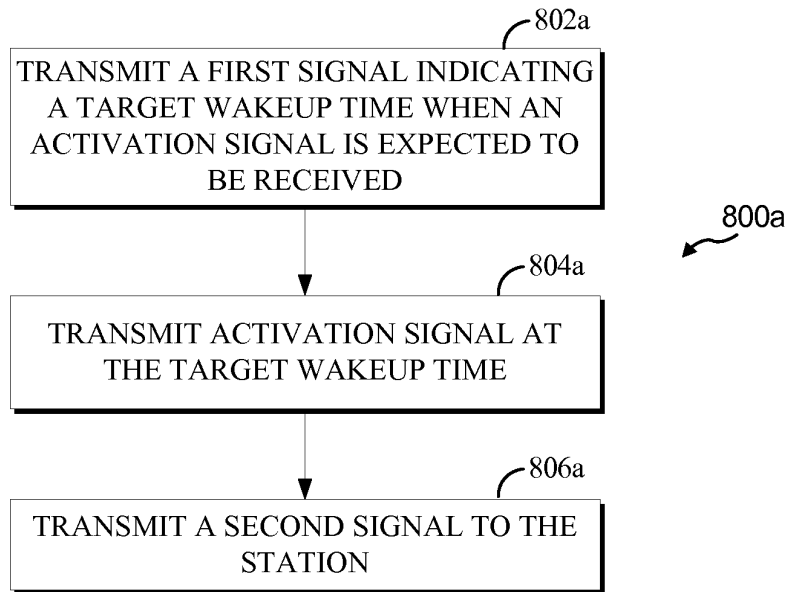 802a
TRANSMIT A FIRST SIGNAL INDICATING
A TARGET WAKEUP TIME WHEN AN
ACTIVATION SIGNAL IS EXPECTED TO
BE RECEIVED
800a
804a
TRANSMIT ACTIVATION SIGNAL AT
THE TARGET WAKEUP TIME
806a
TRANSMIT A SECOND SIGNAL TO THE
STATION